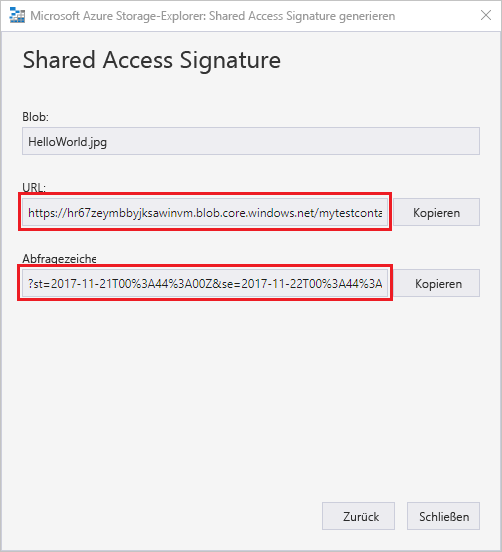 Microsoft Azure Storage-Explorer: Shared Access Signature generieren
Shared Access Signature
Blob:
HelloWorld.jpg
URL:
https://hr67zeymbbyjksawinvm.blob.core.windows.net/mytestconta
Kopieren
Abfragezeiche
?st=2017-11-21T00%3A44%3A00Z&se=2017-11-22T00%3A44%3A
Kopieren
Zurück
Schließen